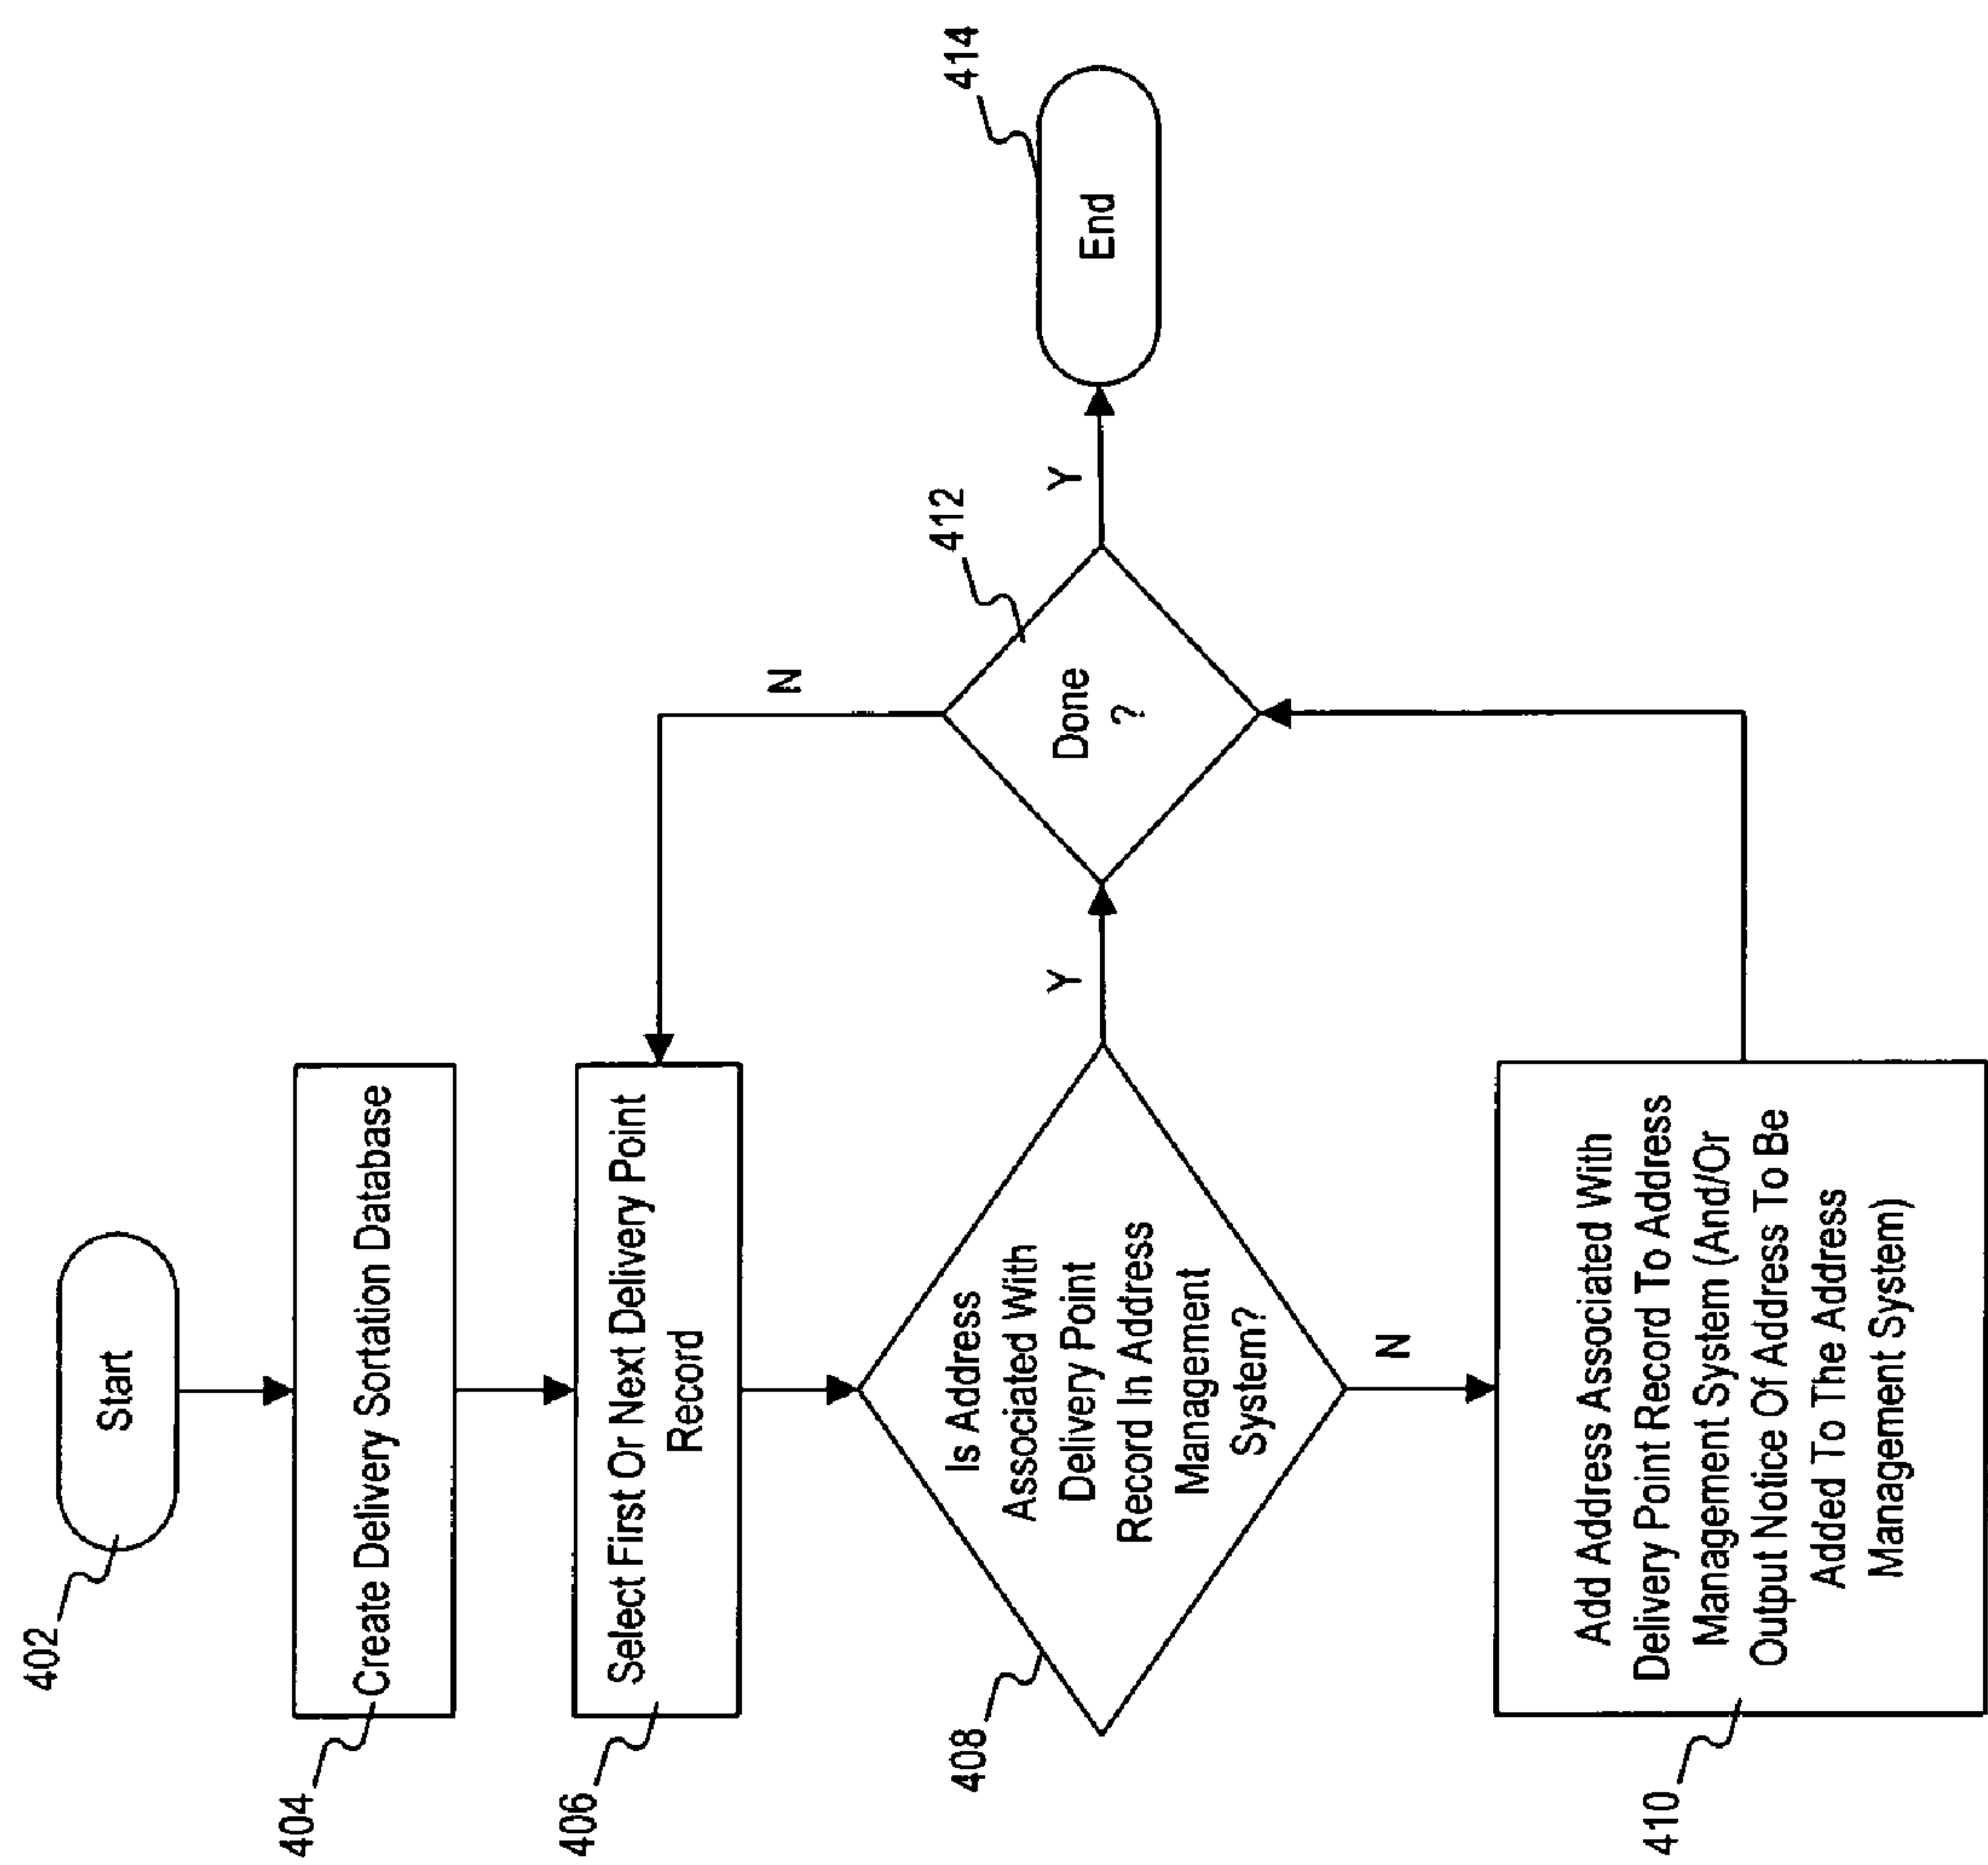 402
Start
404
Create Delivery Sortation Database
406
Select First Or Next Delivery Point
Record
408
Is Address
Associated With
Delivery Point
Record In Address
Management
System?
Y
N
410
Add Address Associated With
Delivery Point Record To Address
Management System (And/Or
Output Notice Of Address To Be
Added To The Address
Management System)
412
Done
?
N
Y
414
End